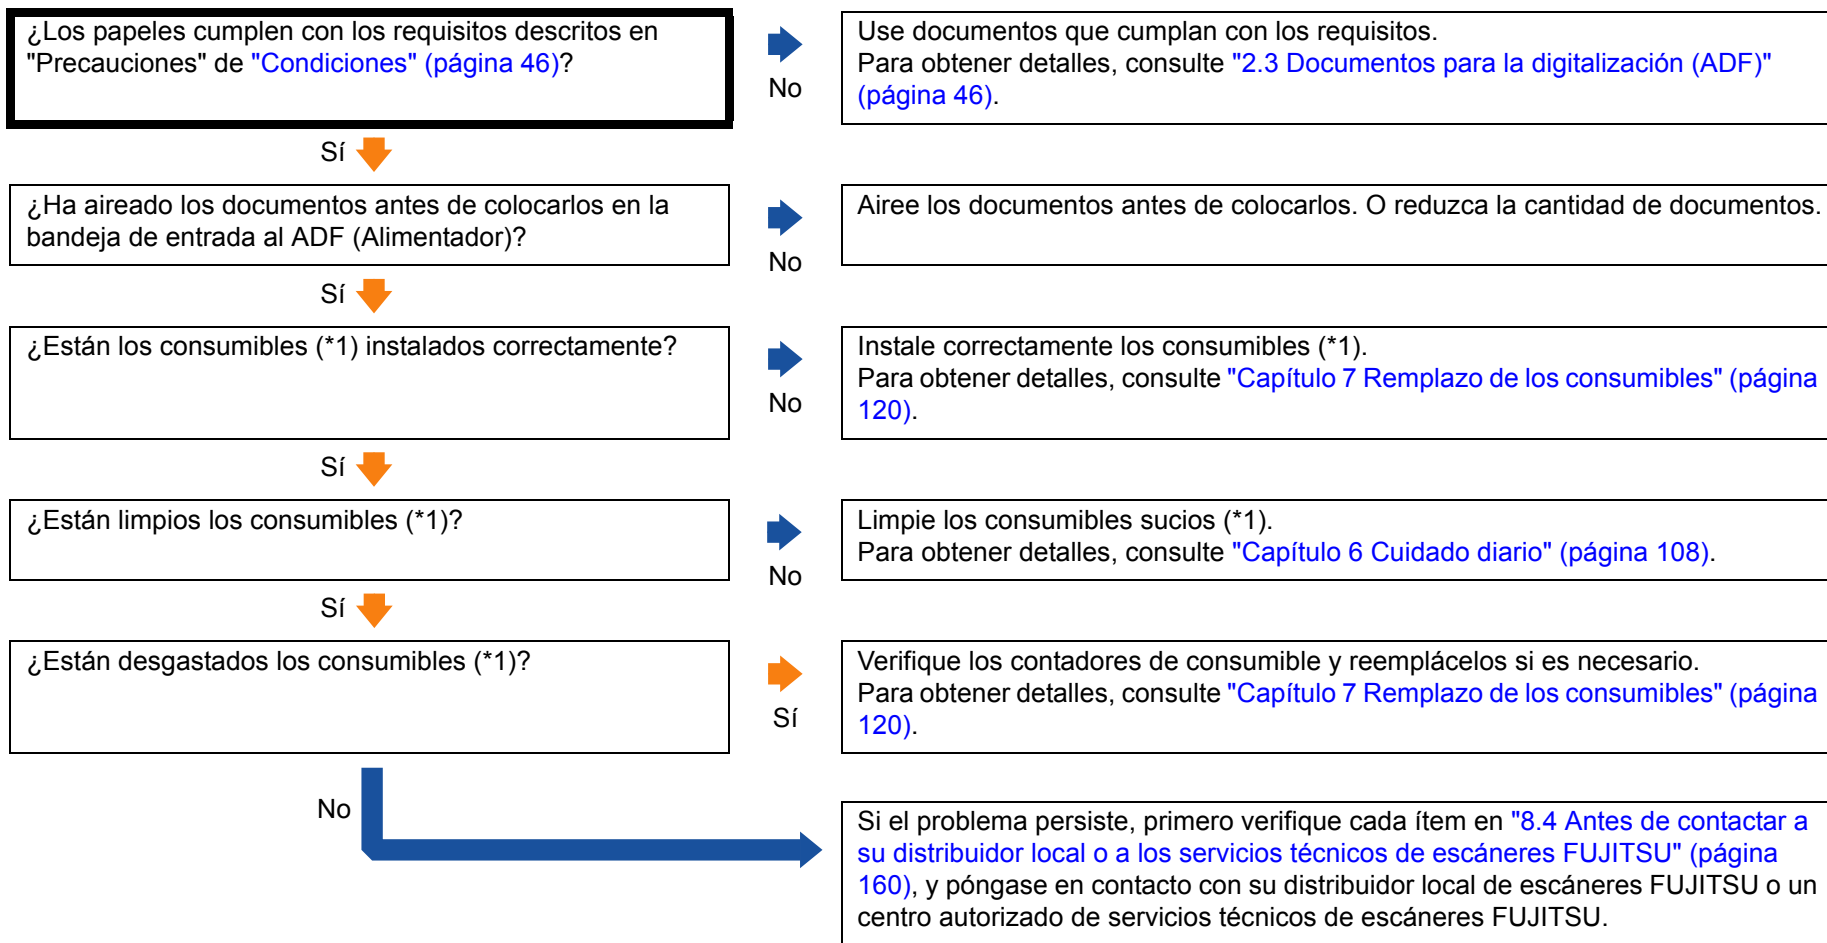 ¿Los papeles cumplen con los requisitos descritos en
"Precauciones" de "Condiciones" (página 46)?
No
Use documentos que cumplan con los requisitos.
Para obtener detalles, consulte "2.3 Documentos para la digitalización (ADF)"
(página 46).
Sí
¿Ha aireado los documentos antes de colocarlos en la
bandeja de entrada al ADF (Alimentador)?
No
Airee los documentos antes de colocarlos. O reduzca la cantidad de documentos.
Sí
¿Están los consumibles (*1) instalados correctamente?
No
Instale correctamente los consumibles (*1).
Para obtener detalles, consulte "Capítulo 7 Remplazo de los consumibles" (página
120).
Sí
¿Están limpios los consumibles (*1)?
No
Limpie los consumibles sucios (*1).
Para obtener detalles, consulte "Capítulo 6 Cuidado diario" (página 108).
Sí
¿Están desgastados los consumibles (*1)?
Sí
Verifique los contadores de consumible y reemplácelos si es necesario.
Para obtener detalles, consulte "Capítulo 7 Remplazo de los consumibles" (página
120).
No
Si el problema persiste, primero verifique cada ítem en "8.4 Antes de contactar a
su distribuidor local o a los servicios técnicos de escáneres FUJITSU" (página
160), y póngase en contacto con su distribuidor local de escáneres FUJITSU o un
centro autorizado de servicios técnicos de escáneres FUJITSU.